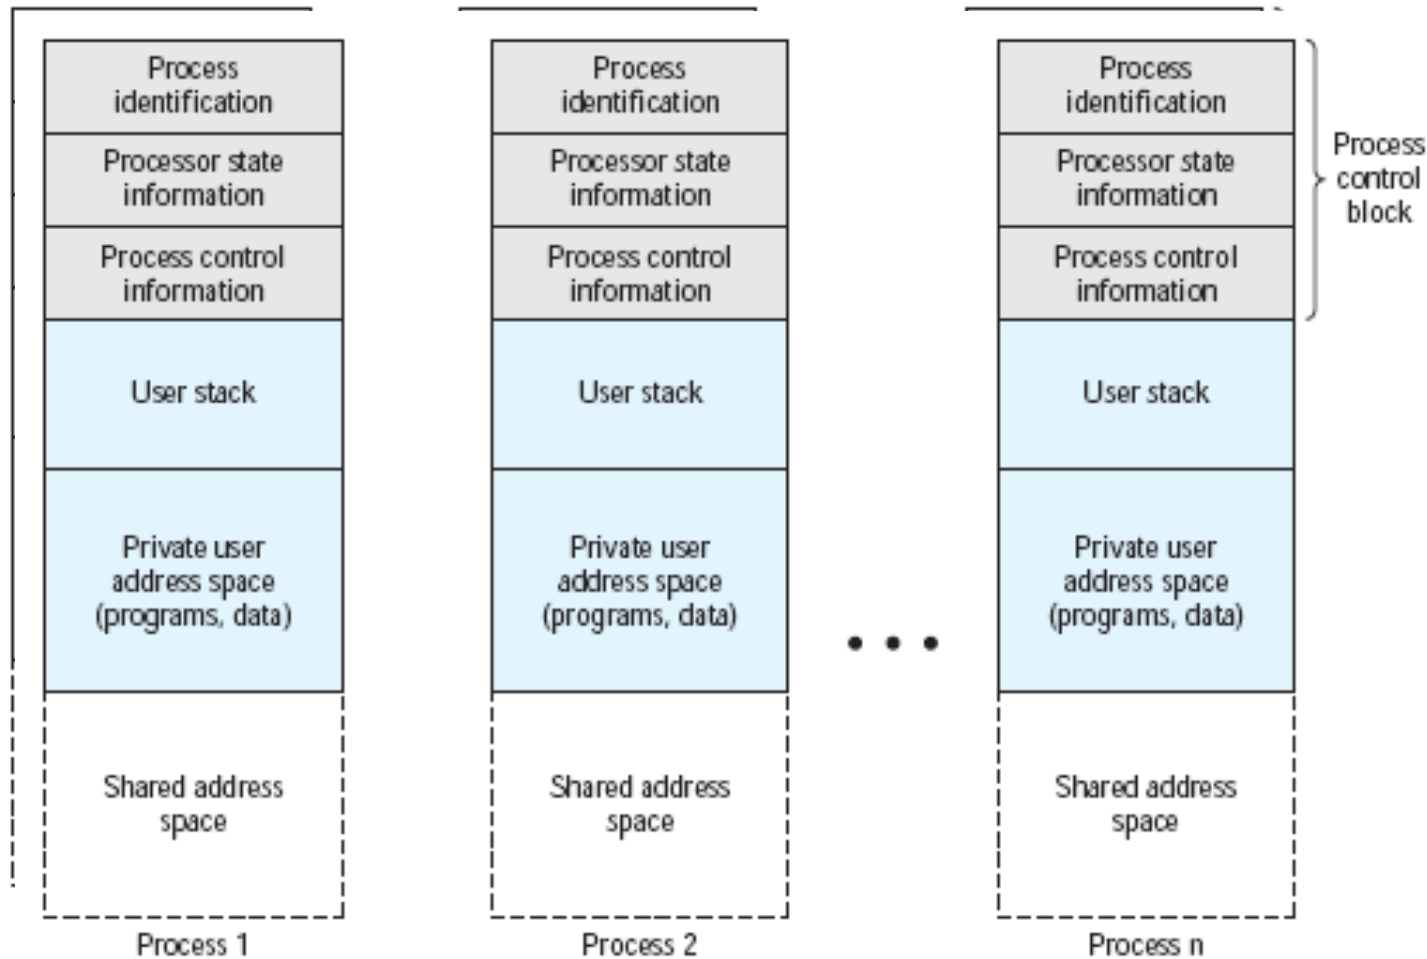 Process
identification
Processor state
information
Process control
information
User stack
Private user
address space
(programs, data)
Shared address
space
Process 1
Process
identification
Processor state
information
Process control
information
User stack
Private user
address space
(programs, data)
Shared address
space
Process 2
Process
identification
Processor state
information
Process control
information
User stack
Private user
address space
(programs, data)
Shared address
space
Process n
Process
control
block